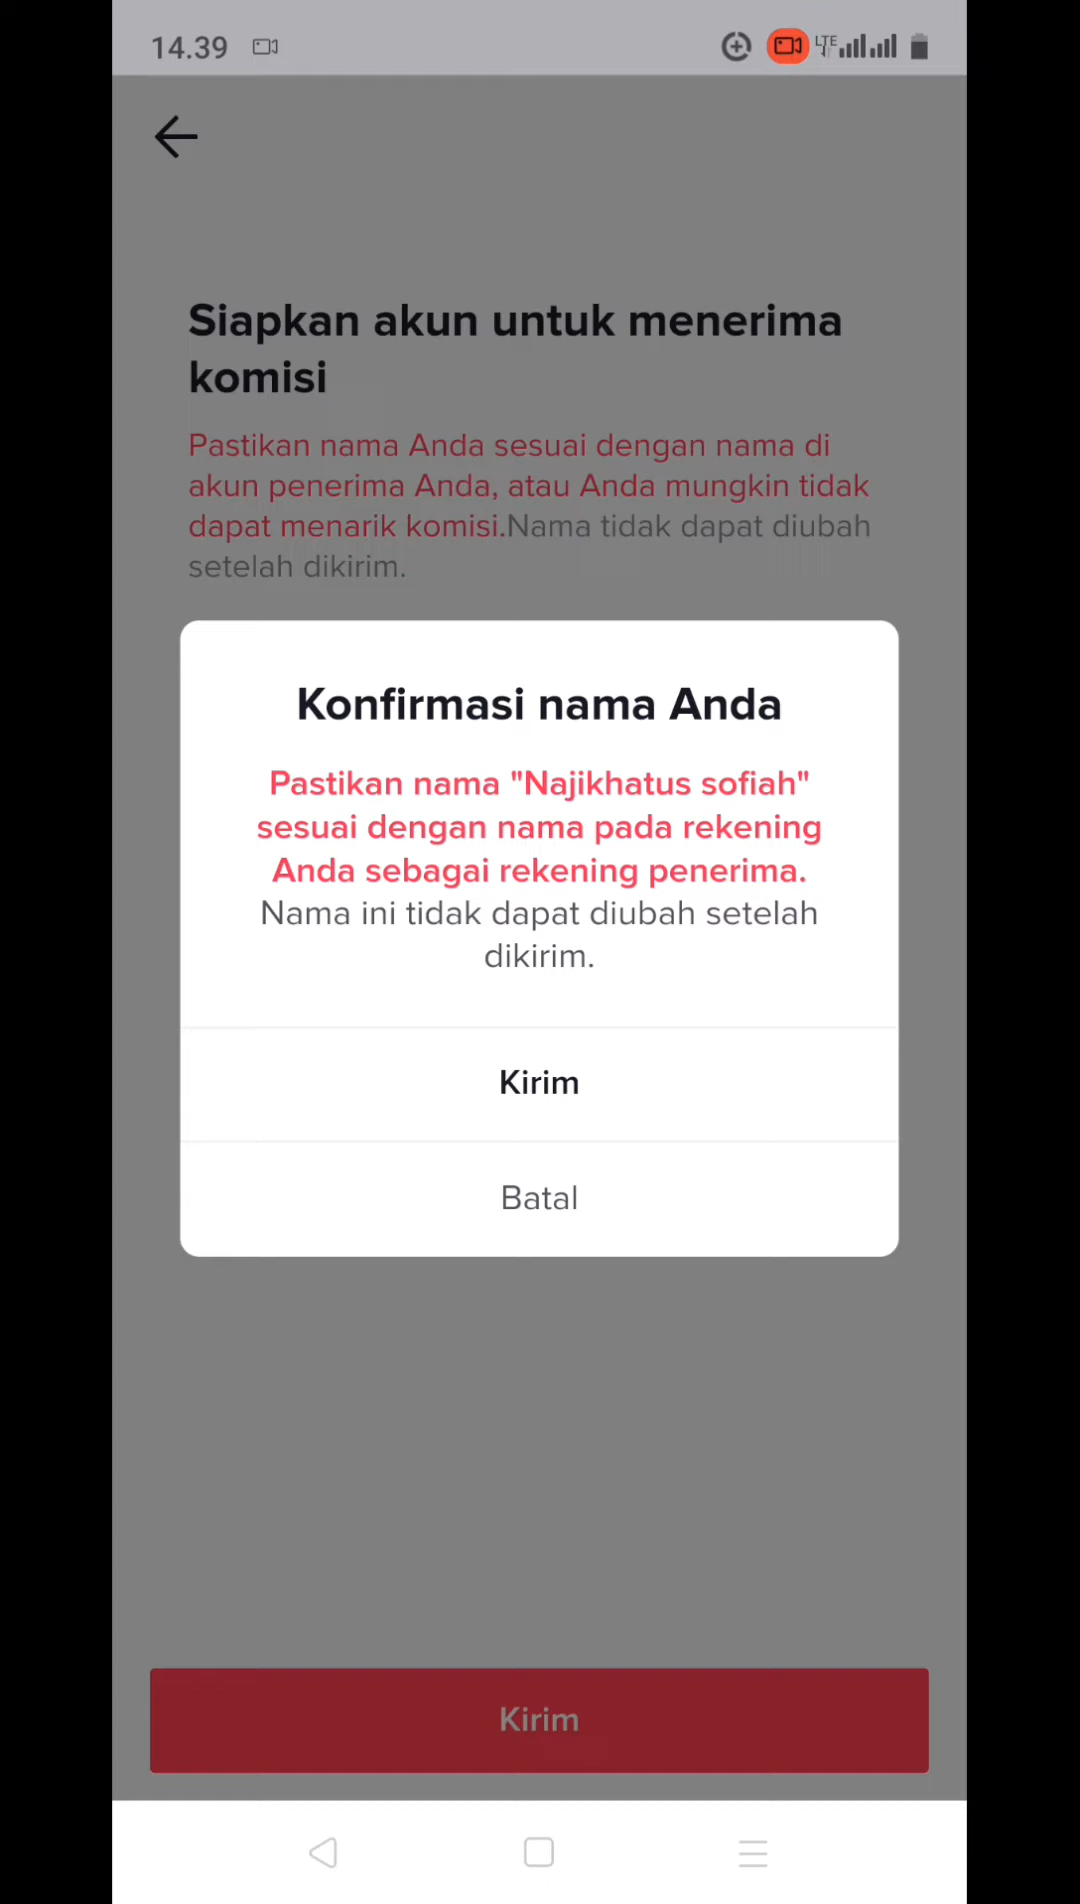 14.39
LTE
Siapkan akun untuk menerima
komisi
Pastikan nama Anda sesuai dengan nama di
akun penerima Anda, atau Anda mungkin tidak
dapat menarik komisi.Nama tidak dapat diubah
setelah dikirim.
Konfirmasi nama Anda
Pastikan nama "Najikhatus sofiah"
sesuai dengan nama pada rekening
Anda sebagai rekening penerima.
Nama ini tidak dapat diubah setelah
dikirim.
Kirim
Batal
Kirim